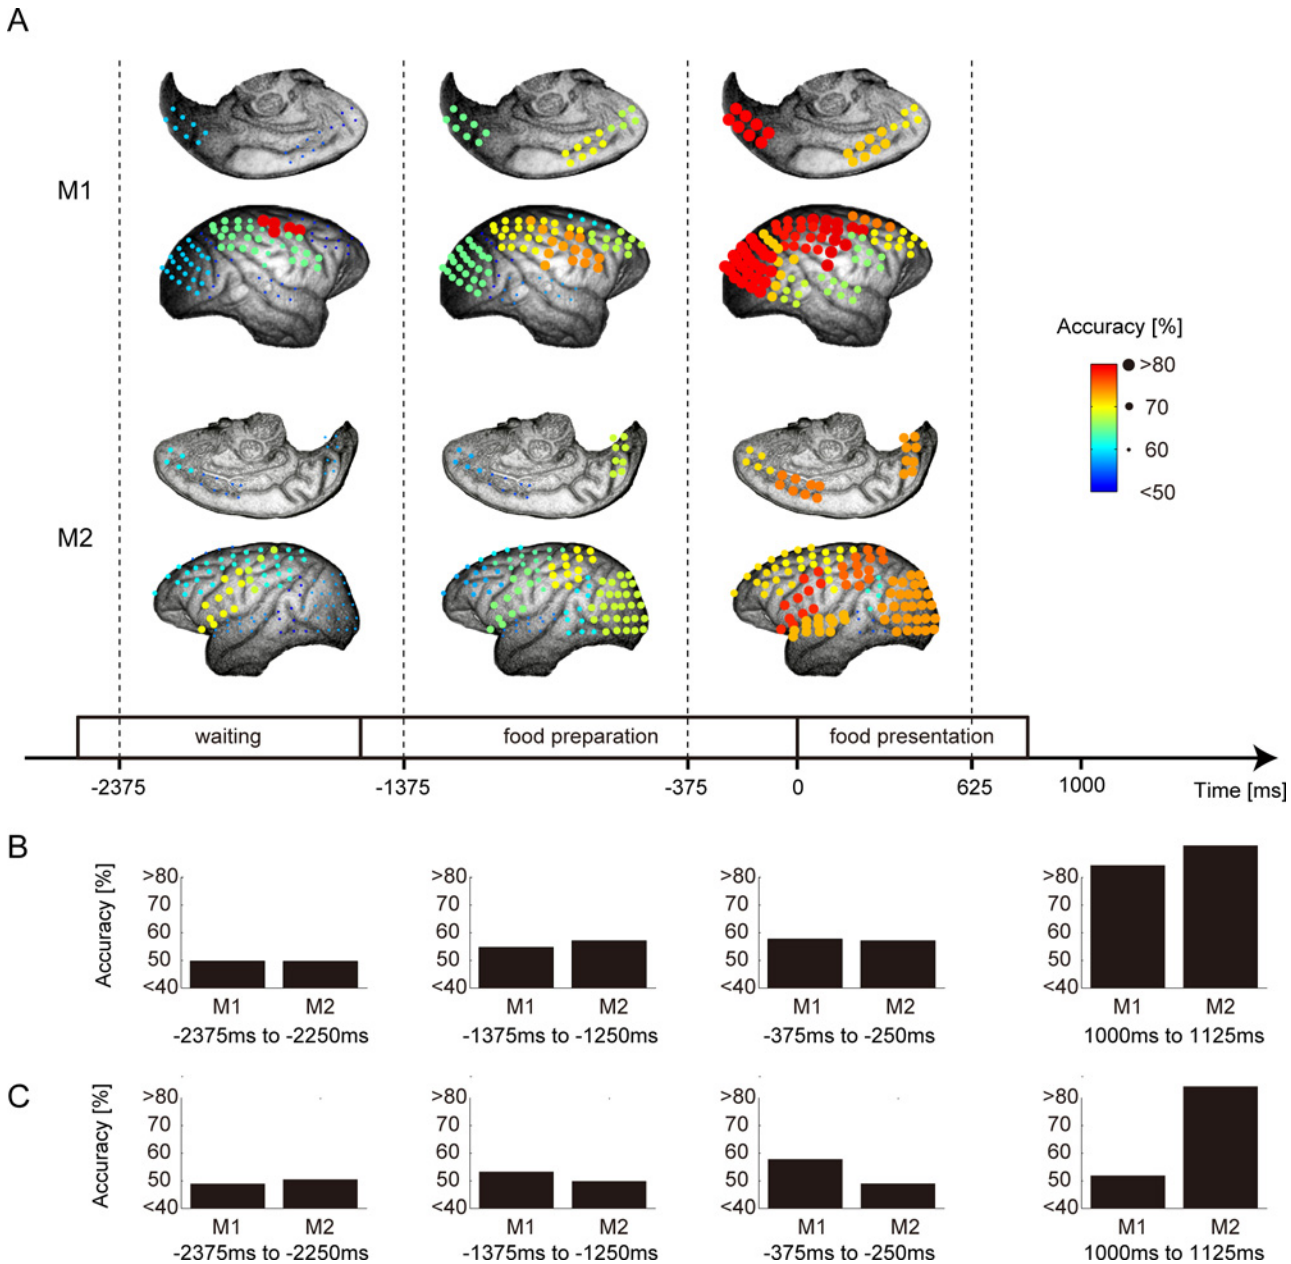 A
M1
M2
Accuracy [%]
>80
70
60
<50
waiting
food preparation
food presentation
-2375
-1375
-375
0
625
1000
Time [ms]
B
Accuracy [%]
>80
70
60
50
<40
M1 M2
-2375ms to -2250ms
>80
70
60
50
<40
M1 M2
-1375ms to -1250ms
>80
70
60
50
<40
M1 M2
-375ms to -250ms
>80
70
60
50
<40
M1 M2
1000ms to 1125ms
C
Accuracy [%]
>80
70
60
50
<40
M1 M2
-2375ms to -2250ms
>80
70
60
50
<40
M1 M2
-1375ms to -1250ms
>80
70
60
50
<40
M1 M2
-375ms to -250ms
>80
70
60
50
<40
M1 M2
1000ms to 1125ms